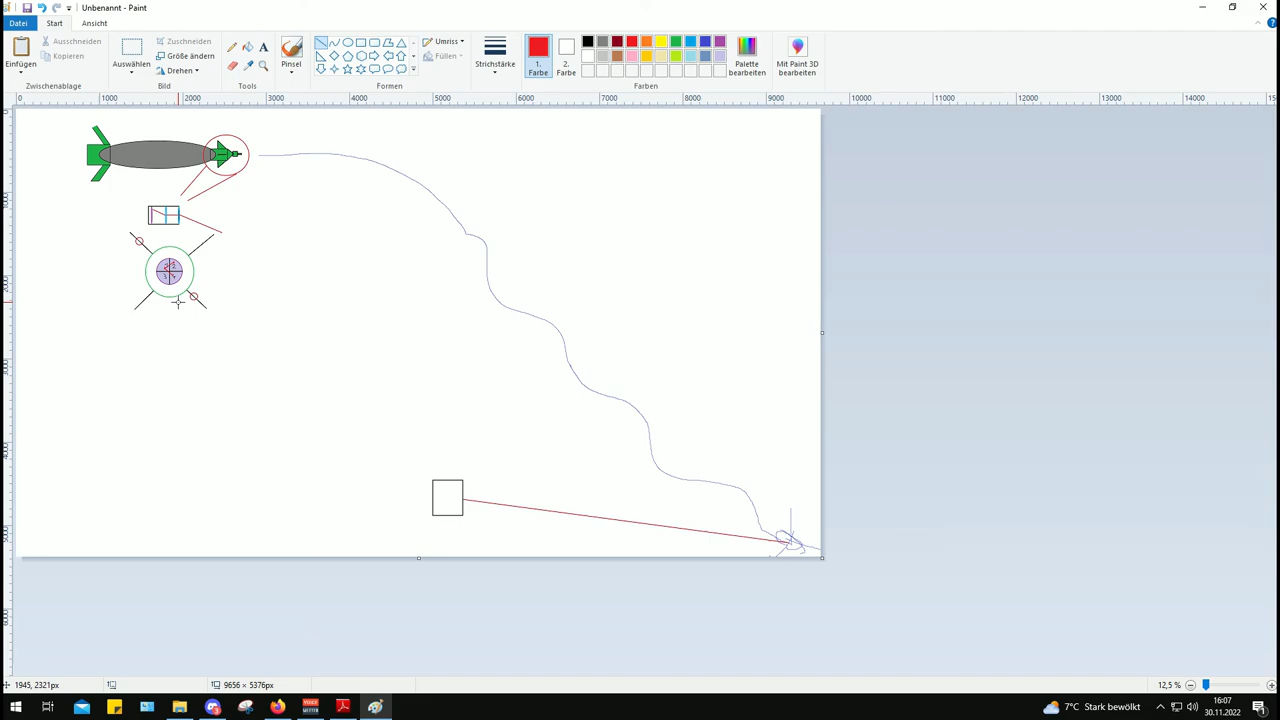 Unbenannt - Paint
Datei
Start
Ansicht
Einfügen
Ausschneiden
Kopieren
Zwischenablage
Auswählen
Zuschneiden
Größe ändern
Drehen
Bild
Tools
Pinsel
Formen
Umriss
Füllen
Strichstärke
1.
Farbe
2.
Farbe
Palette
bearbeiten
Farben
Mit Paint 3D
bearbeiten
0 1000 2000 3000 4000 5000 6000 7000 8000 9000 10000 11000 12000 13000 14000
1945, 2321px
9656 × 5376px
12,5 %
7°C Stark bewölkt
16:07
30.11.2022